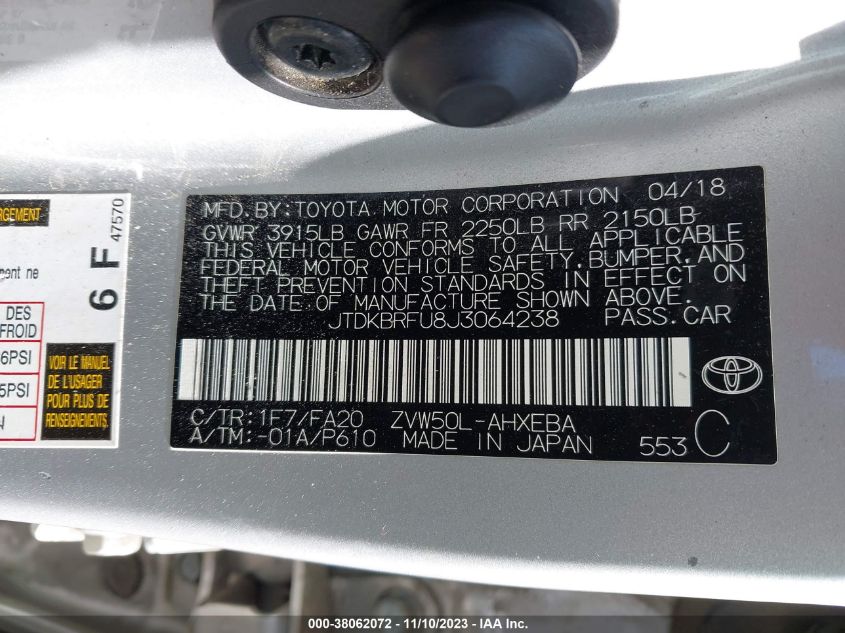 MFD.BY:TOYOTA MOTOR CORPORATION 04/18
GVWR 3915LB GAWR FR 2250LB RR 2150LB
THIS VEHICLE CONFORMS TO ALL APPLICABLE
FEDERAL MOTOR VEHICLE SAFETY,BUMPER,AND
THEFT PREVENTION STANDARDS IN EFFECT ON
THE DATE OF MANUFACTURE SHOWN ABOVE.
JTDKBRFU8J3064238 PASS.CAR
C/TR: 1F7/FA20 ZVW50L-AHXEBA
A/TM: -01A/P610 MADE IN JAPAN 553 C
6 F 47570
ne
DES
FROID
6PSI
5PSI
VOIR LE MANUEL
DE L'USAGER
POUR PLUS DE
000-38062072 — 11/10/2023 — IAA Inc.